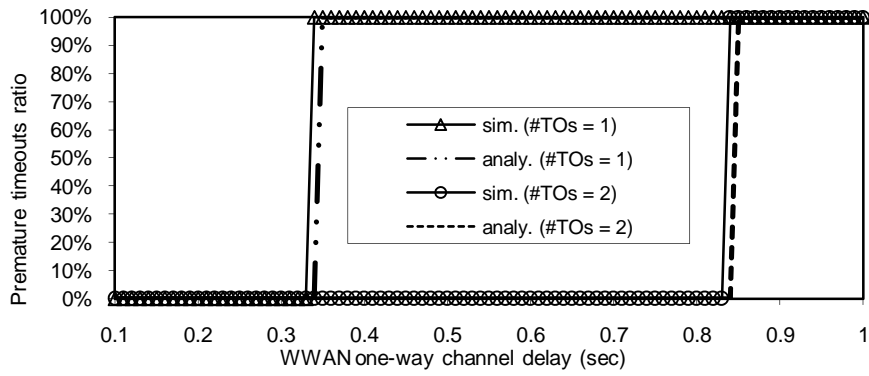 100%
90%
80%
70%
60%
50%
40%
30%
20%
10%
0%
Premature timeouts ratio
sim. (#TOs = 1)
analy. (#TOs = 1)
sim. (#TOs = 2)
analy. (#TOs = 2)
0.1 0.2 0.3 0.4 0.5 0.6 0.7 0.8 0.9 1
WWAN one-way channel delay (sec)